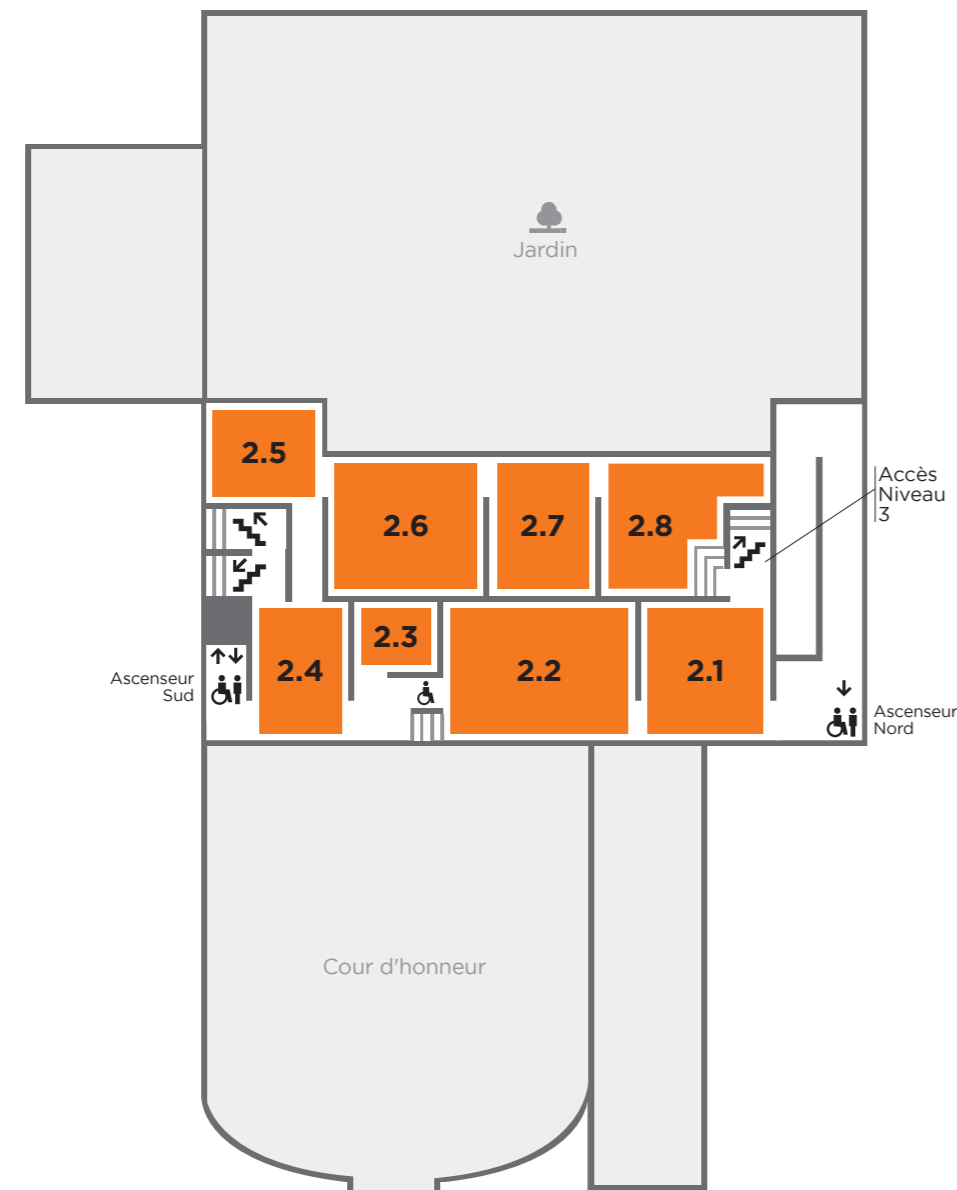 Jardin
2.5
2.6
2.7
2.8
Accès
Niveau
3
2.4
2.3
2.2
2.1
Ascenseur
Sud
Ascenseur
Nord
Cour d'honneur